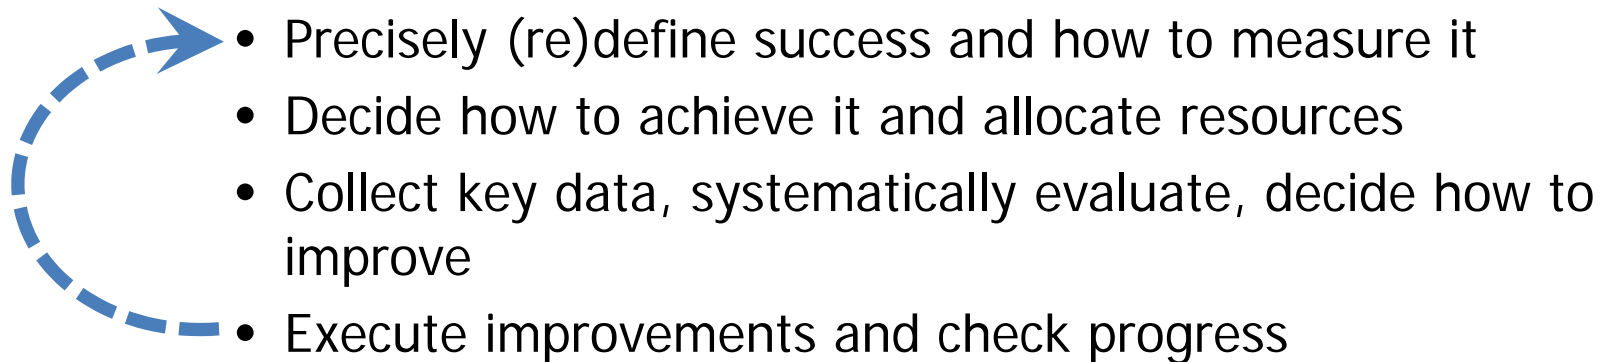 • Precisely (re)define success and how to measure it
• Decide how to achieve it and allocate resources
• Collect key data, systematically evaluate, decide how to
improve
• Execute improvements and check progress